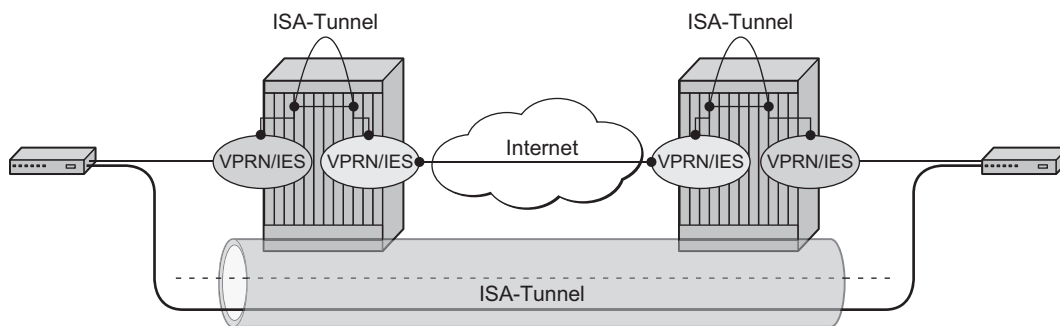 ISA-Tunnel
ISA-Tunnel
VPRN/IES
VPRN/IES
Internet
VPRN/IES
VPRN/IES
ISA-Tunnel